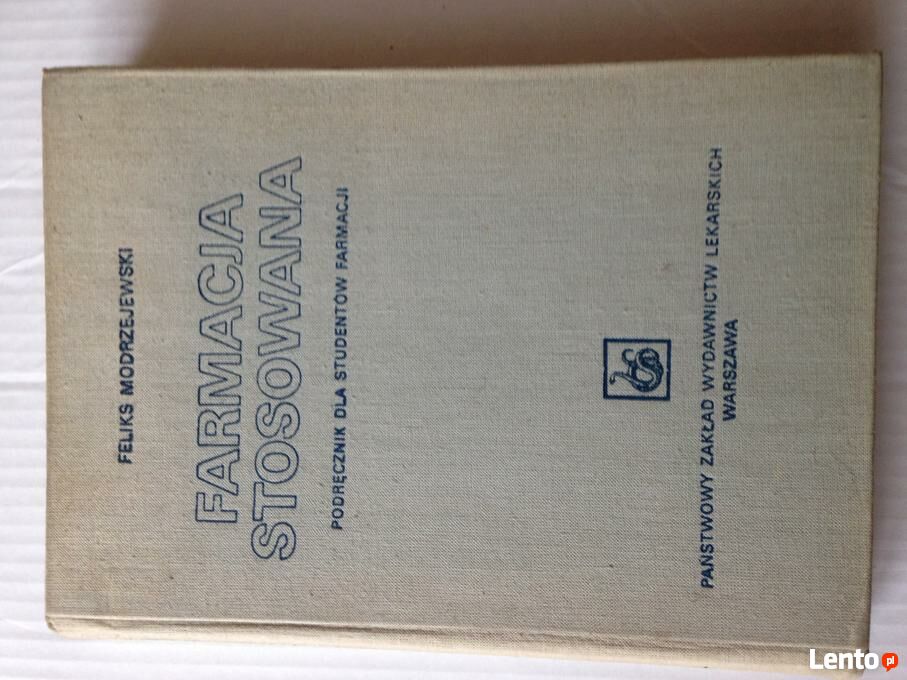 FELIKS MODRZEJEWSKI
FARMACJA
STOSOWANA
PODRĘCZNIK DLA STUDENTÓW FARMACJI
PAŃSTWOWY ZAKŁAD WYDAWNICTW LEKARSKICH
WARSZAWA
Lento pl